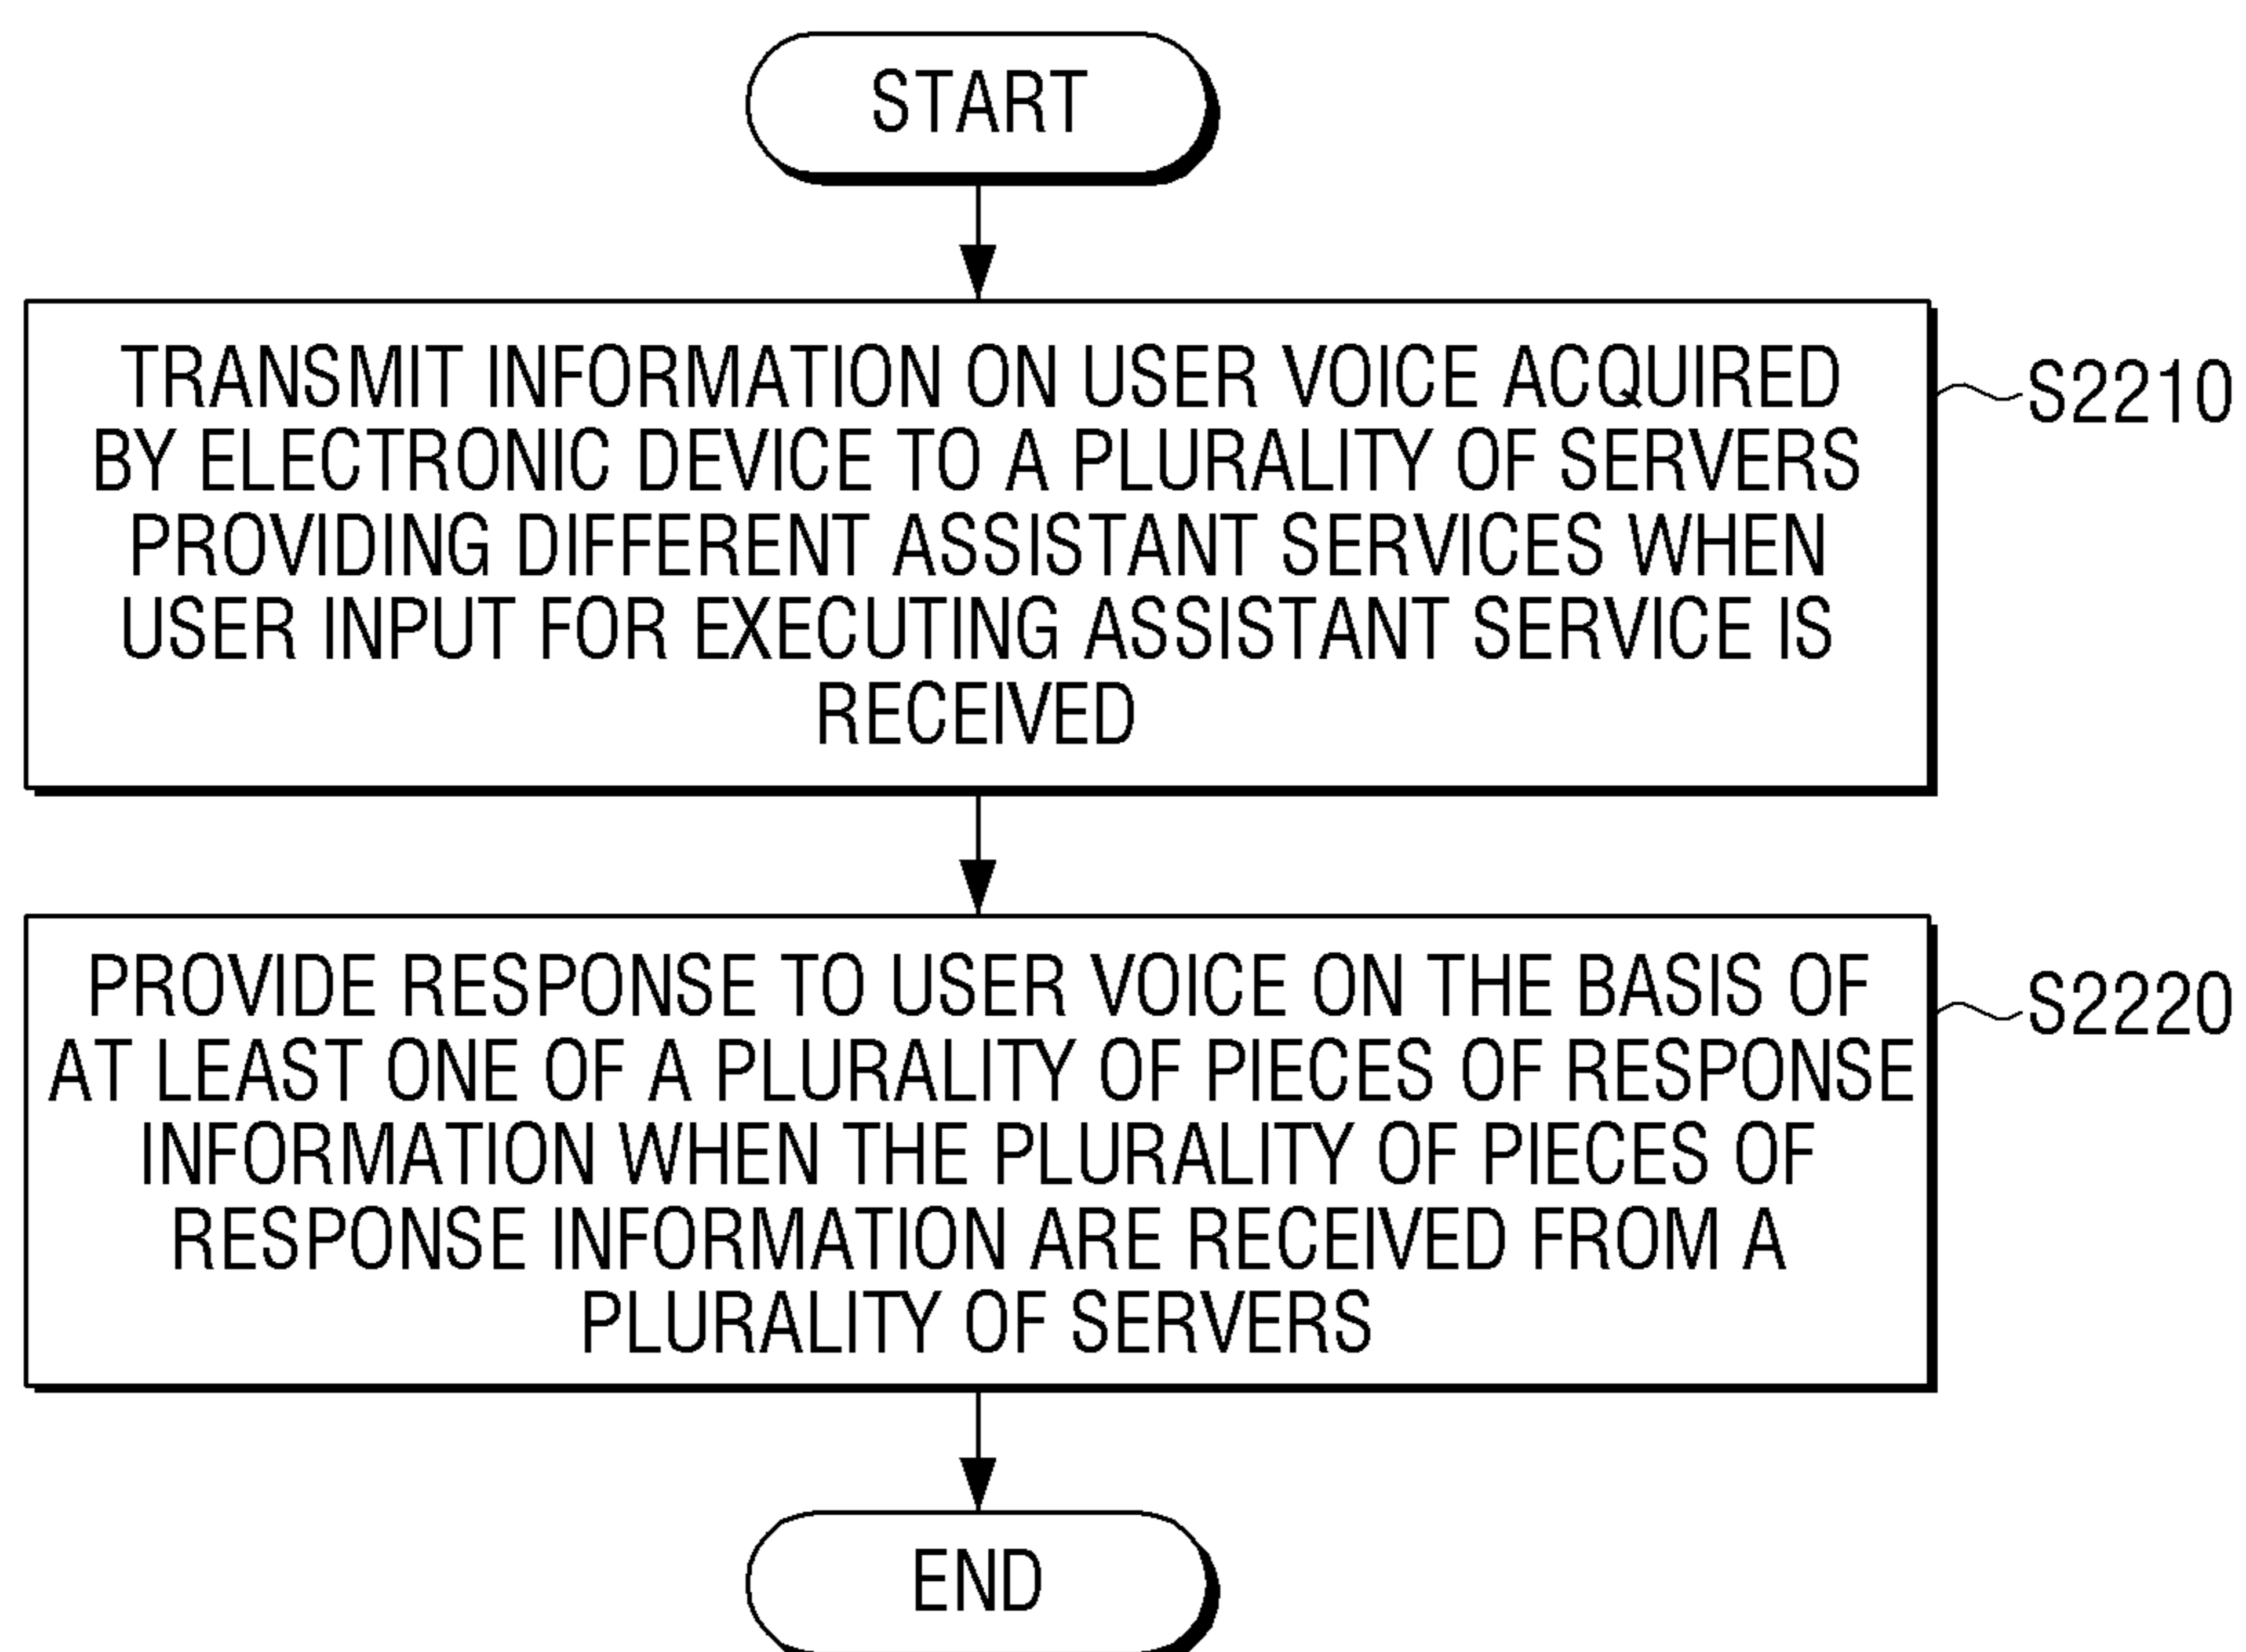 START
TRANSMIT INFORMATION ON USER VOICE ACQUIRED
BY ELECTRONIC DEVICE TO A PLURALITY OF SERVERS
PROVIDING DIFFERENT ASSISTANT SERVICES WHEN
USER INPUT FOR EXECUTING ASSISTANT SERVICE IS
RECEIVED
S2210
PROVIDE RESPONSE TO USER VOICE ON THE BASIS OF
AT LEAST ONE OF A PLURALITY OF PIECES OF RESPONSE
INFORMATION WHEN THE PLURALITY OF PIECES OF
RESPONSE INFORMATION ARE RECEIVED FROM A
PLURALITY OF SERVERS
S2220
END